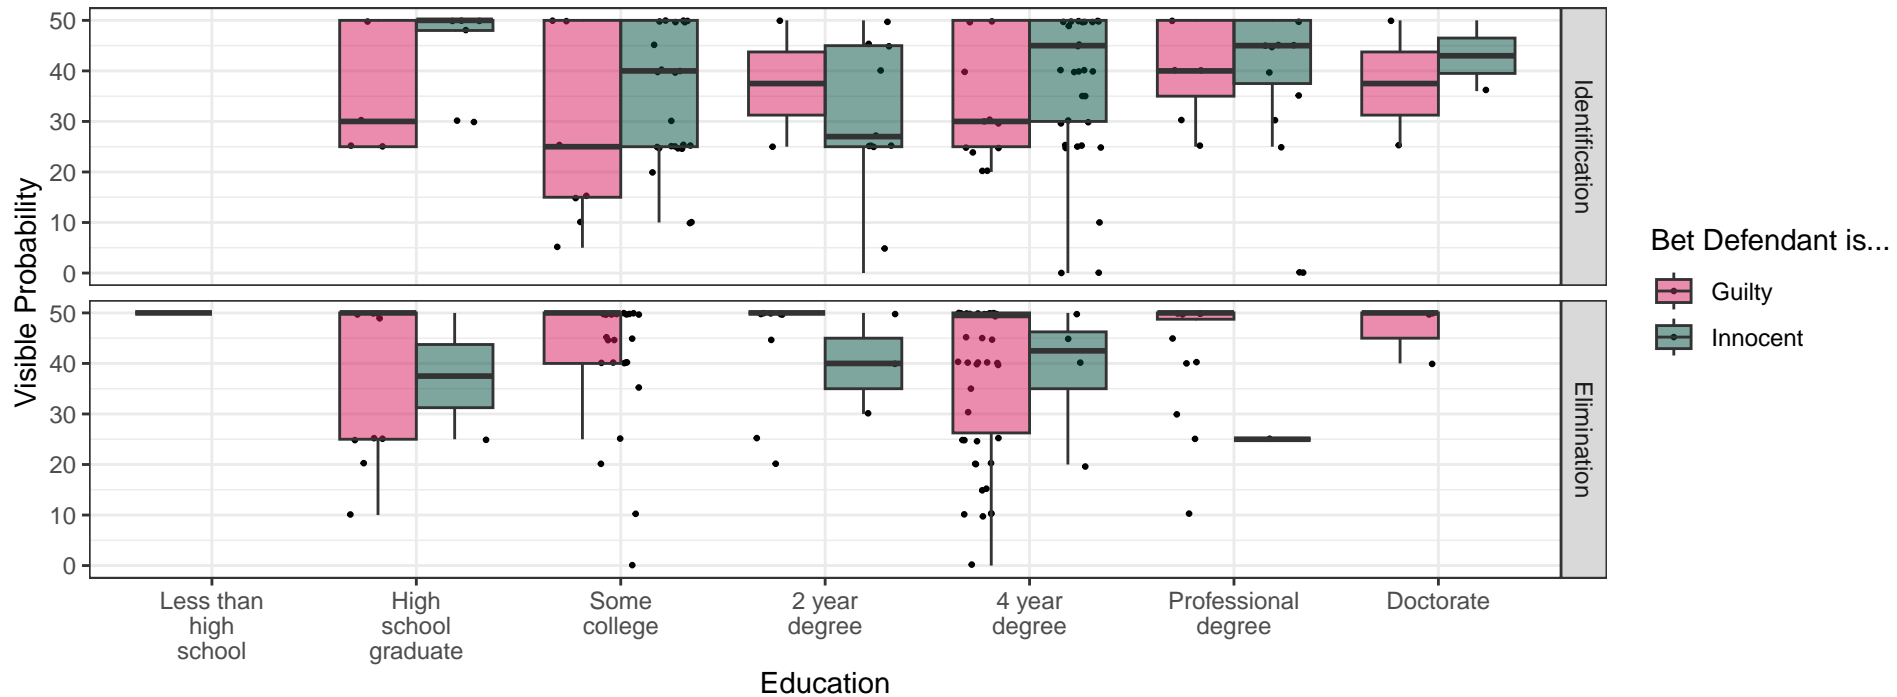 50
40
30
20
10
0
Identification
50
40
30
20
10
0
Elimination
Visible Probability
Less than
high
school
High
school
graduate
Some
college
2 year
degree
4 year
degree
Professional
degree
Doctorate
Education
Bet Defendant is...
Guilty
Innocent